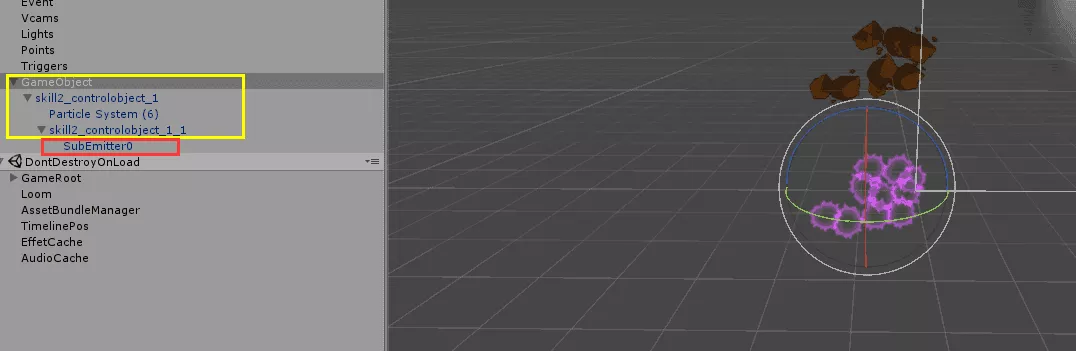 Event
Vcams
Lights
Points
Triggers
GameObject
skill2_controlobject_1
Particle System (6)
skill2_controlobject_1_1
SubEmitter0
DontDestroyOnLoad
GameRoot
Loom
AssetBundleManager
TimelinePos
EffetCache
AudioCache